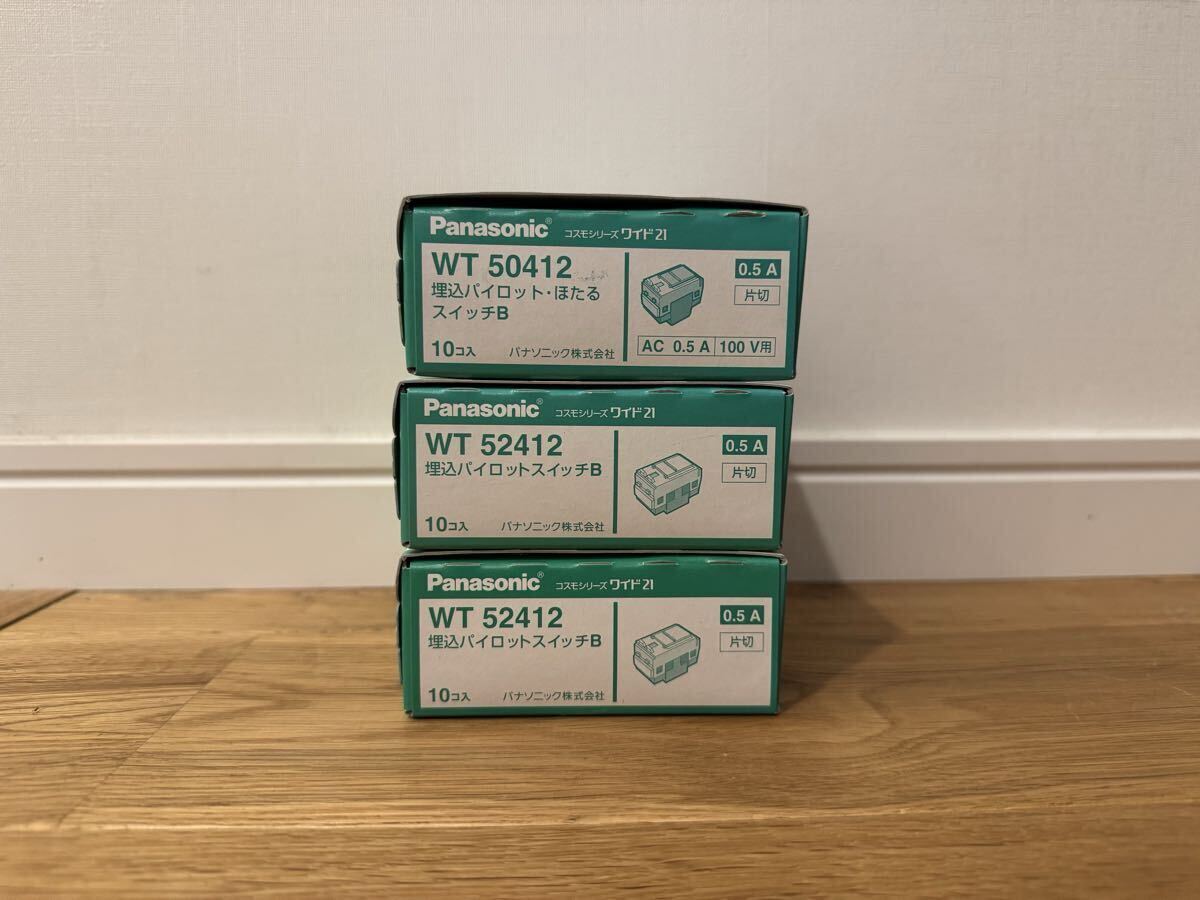 Panasonic® コスモシリーズ ワイド21
WT 50412
埋込パイロット・ほたる
スイッチB
10コ入 パナソニック株式会社
0.5 A
片切
AC 0.5 A 100 V用
Panasonic® コスモシリーズ ワイド21
WT 52412
埋込パイロットスイッチB
10コ入 パナソニック株式会社
0.5 A
片切
Panasonic® コスモシリーズ ワイド21
WT 52412
埋込パイロットスイッチB
10コ入 パナソニック株式会社
0.5 A
片切